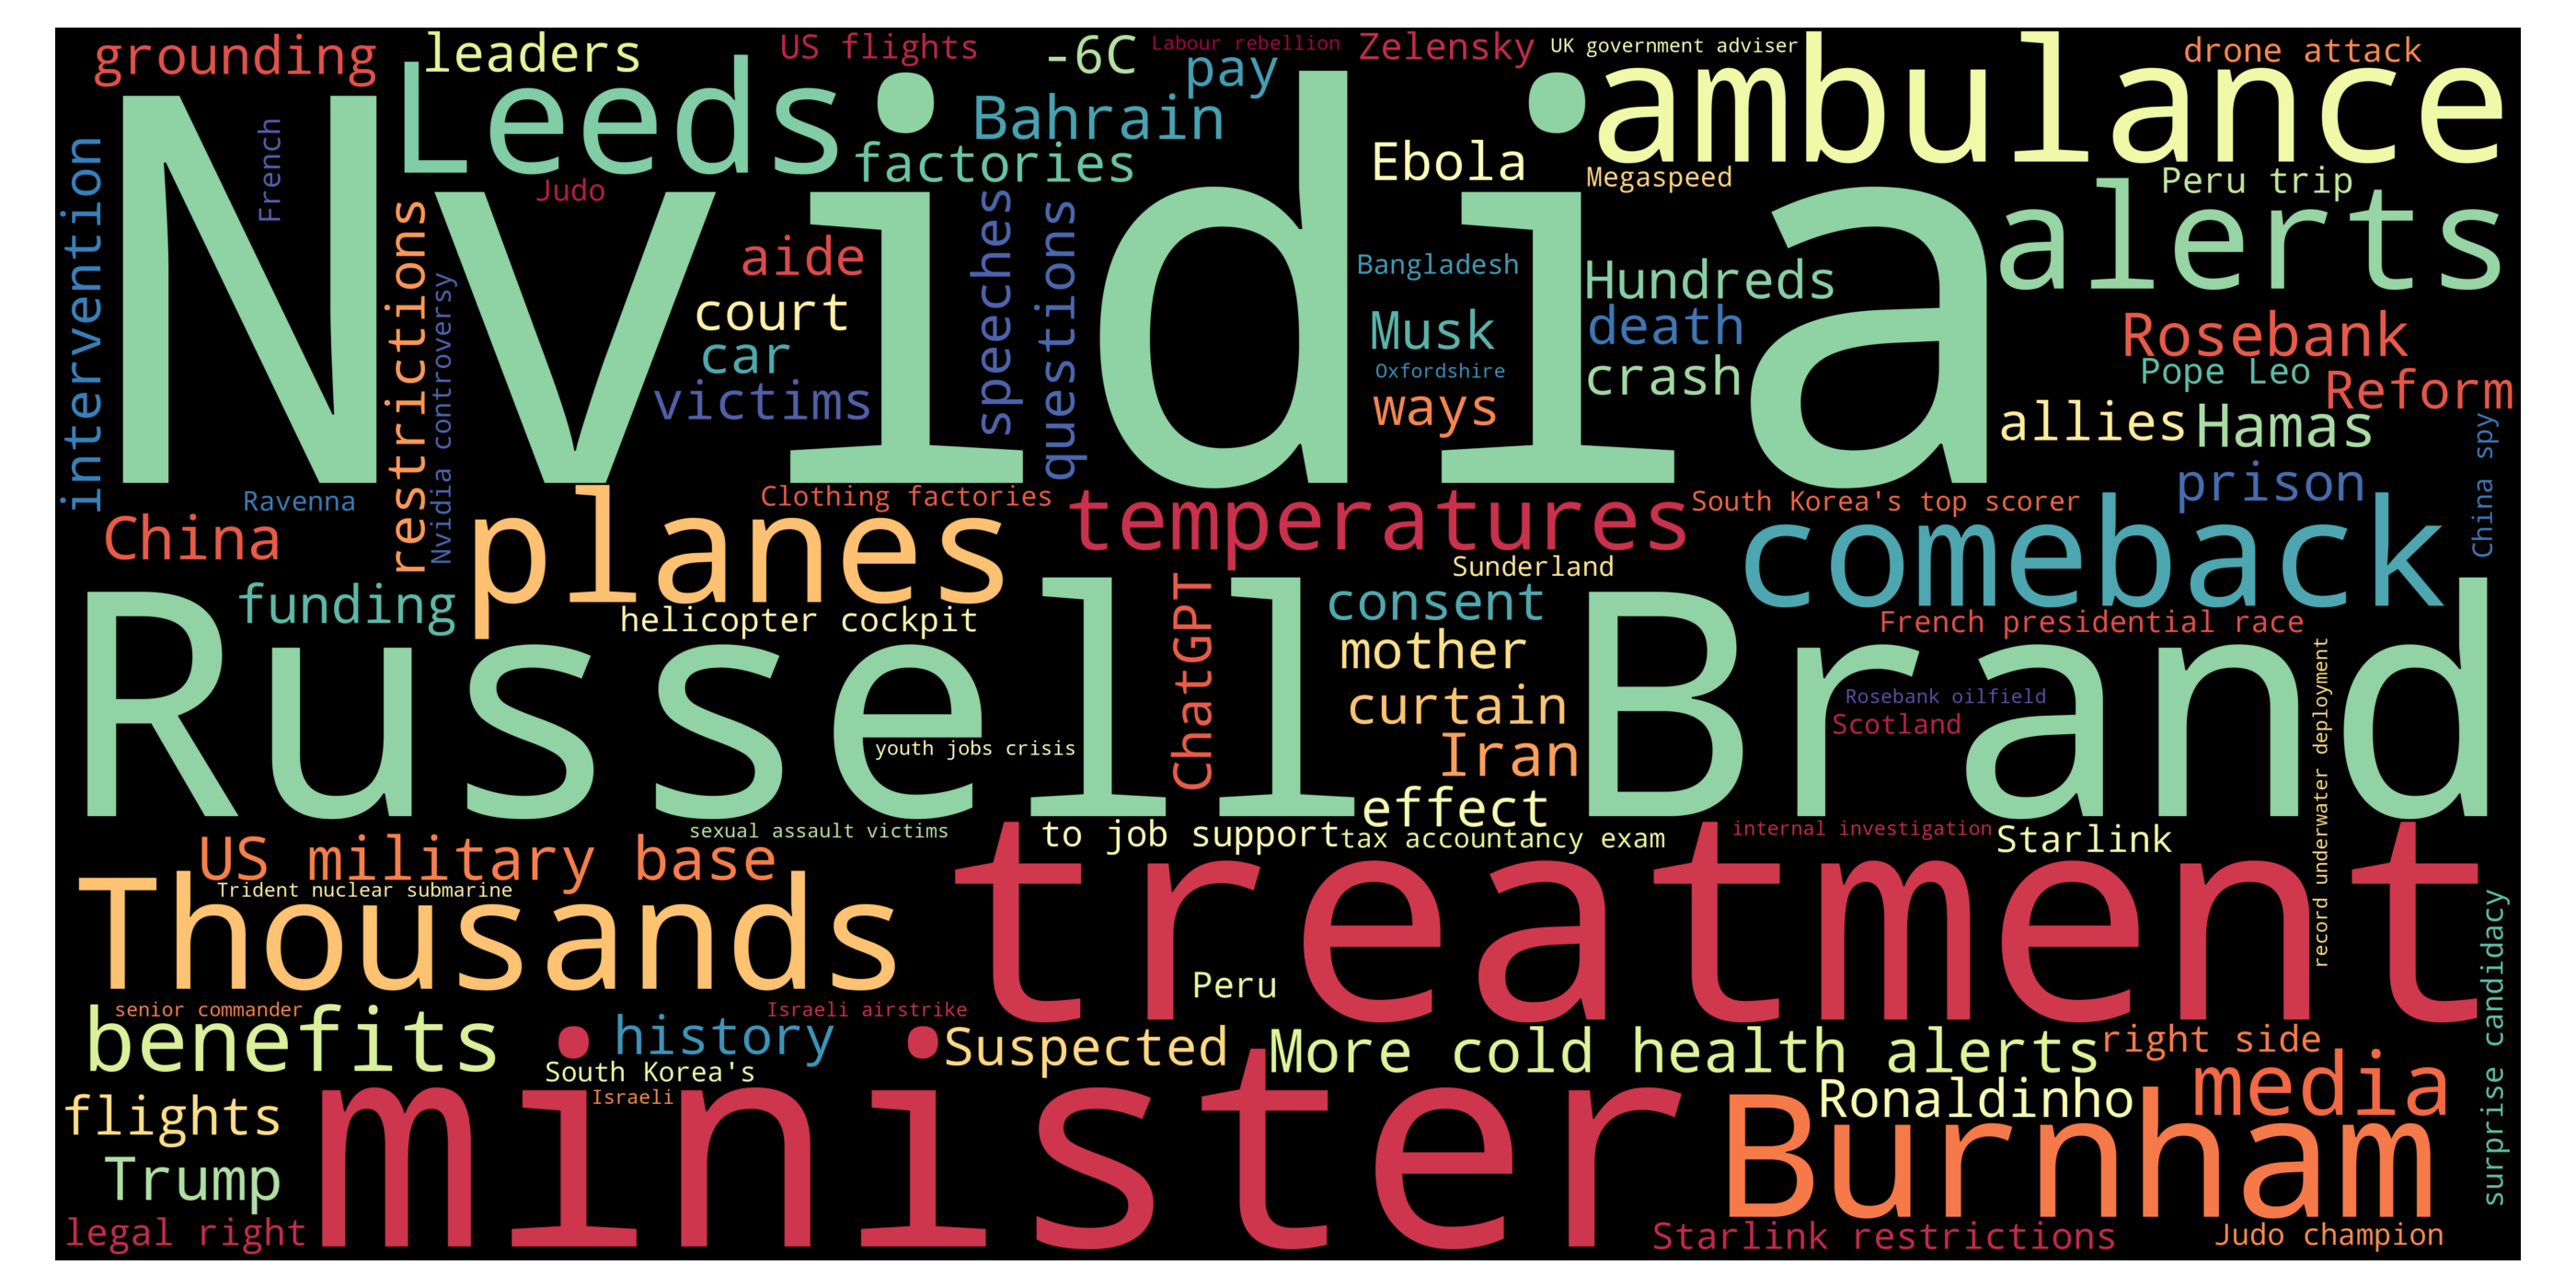 grounding
leaders
US flights
-6C
Labour rebellion
Zelensky
UK government adviser
drone attack
Leeds
pay
ambulance
Bahrain
French
factories
Ebola
Megaspeed
Peru trip
intervention
Nvidia
Judo
alerts
restrictions
speeches
questions
aide
Bangladesh
Hundreds
Nvidia controversy
court
Musk
death
Rosebank
car
Oxfordshire
crash
Pope Leo
Reform
victims
ways
allies
Hamas
China spy
prison
Ravenna
Clothing factories
temperatures
South Korea's top scorer
China
planes
comeback
Sunderland
funding
helicopter cockpit
ChatGPT
consent
French presidential race
mother
record underwater deployment
Russell Brand
curtain
Rosebank oilfield
Scotland
youth jobs crisis
Iran
effect
sexual assault victims
to job support
tax accountancy exam
internal investigation
Starlink
US military base
Trident nuclear submarine
Thousands
treatment
surprise candidacy
Peru
senior commander
Israeli airstrike
benefits
history
Suspected
More cold health alerts
right side
South Korea's
media
Israeli
Ronaldinho
flights
minister
Burnham
Trump
legal right
Starlink restrictions
Judo champion